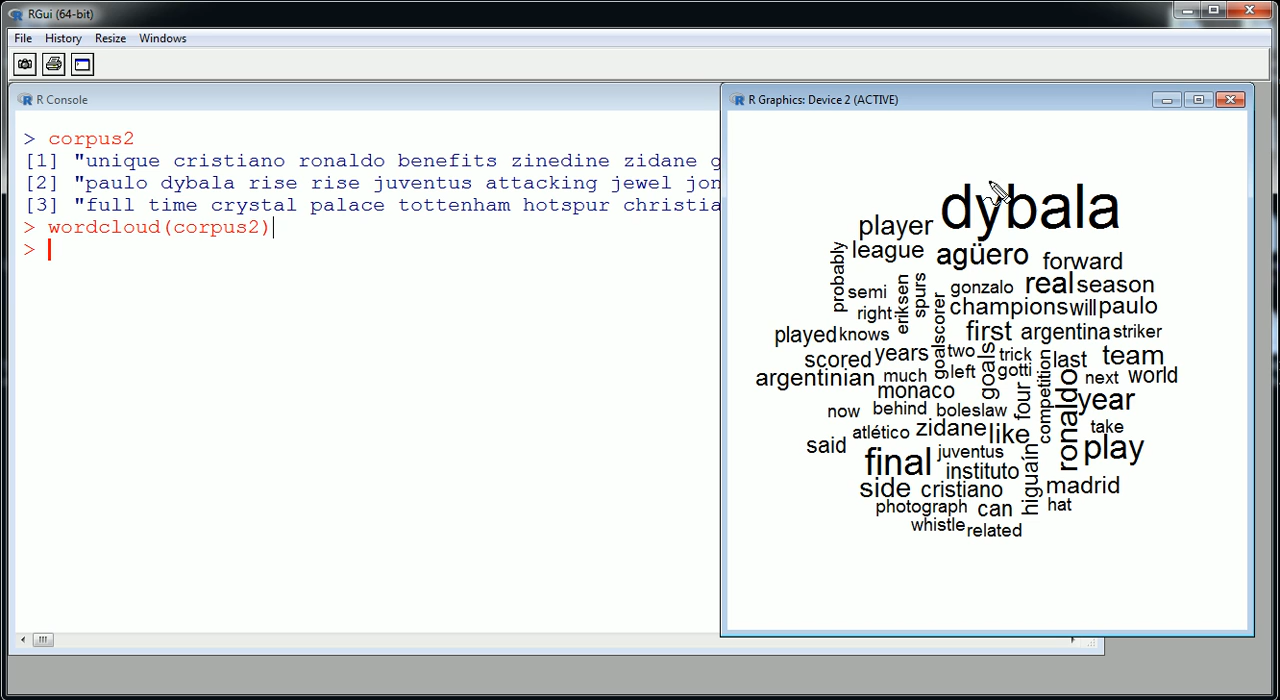 RGui (64-bit)
File History Resize Windows
R Console
> corpus2
[1] "unique cristiano ronaldo benefits zinedine zidane g
[2] "paulo dybala rise rise juventus attacking jewel jon
[3] "full time crystal palace tottenham hotspur christia
> wordcloud(corpus2)
>
R Graphics: Device 2 (ACTIVE)
dybala
player
league
agüero
forward
probably
semi
eriksen
spurs
gonzalo
real
season
right
goalscorer
champions
will
paulo
played
knows
first
argentina
striker
scored
years
two
goals
trick
last
team
argentinian
much
left
gotti
competition
next
world
monaco
four
ronaldo
year
now
behind
boleslaw
take
said
atlético
zidane
like
play
final
juventus
instituto
higuaín
madrid
side
cristiano
photograph
can
hat
whistle
related